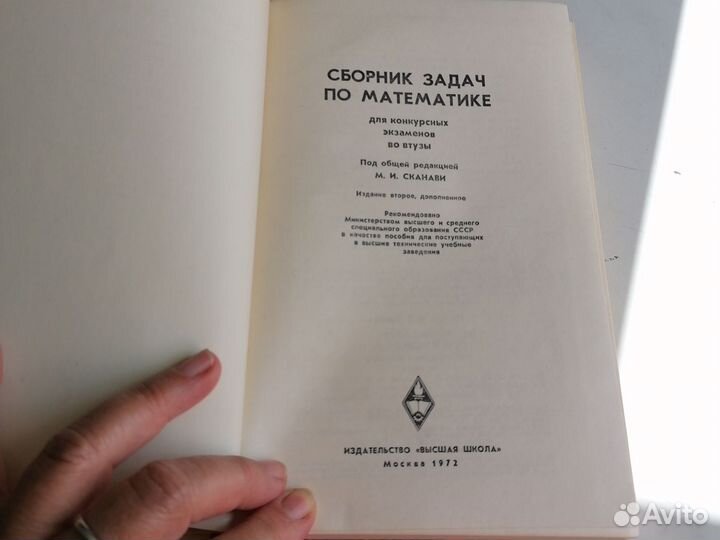 СБОРНИК ЗАДАЧ
ПО МАТЕМАТИКЕ
для конкурсных
экзаменов
во втузы
Под общей редакцией
М. И. СКАНАВИ
Издание второе, дополненное
Рекомендовано
Министерством высшего и среднего
специального образования СССР
в качестве пособия для поступающих
в высшие технические учебные
заведения
ИЗДАТЕЛЬСТВО «ВЫСШАЯ ШКОЛА»
Москва 1972
Avito